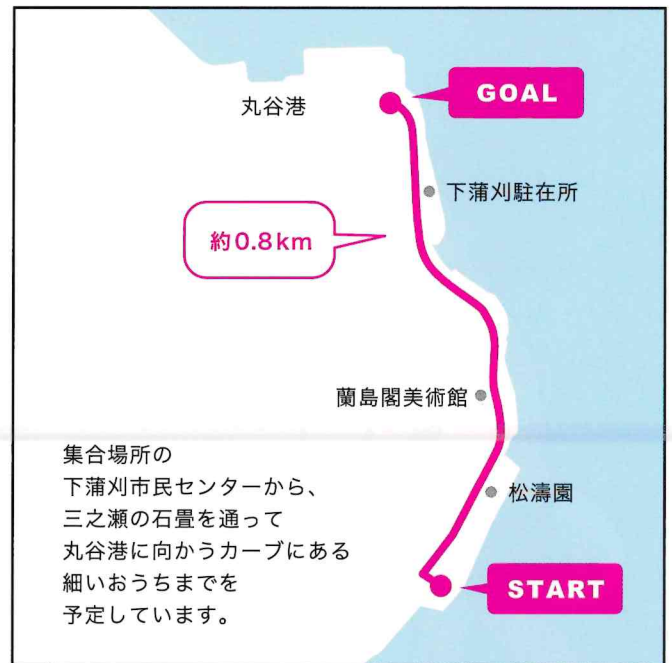 丸谷港
GOAL
下蒲刈駐在所
約0.8km
蘭島閣美術館
松濤園
集合場所の
下蒲刈市民センターから、
三之瀬の石畳を通って
丸谷港に向かうカーブにある
細いおうちまでを
予定しています。
START